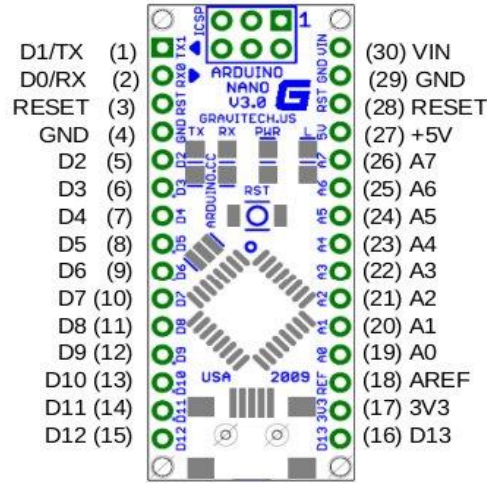 D1/TX (1)
D0/RX (2)
RESET (3)
GND (4)
D2 (5)
D3 (6)
D4 (7)
D5 (8)
D6 (9)
D7 (10)
D8 (11)
D9 (12)
D10 (13)
D11 (14)
D12 (15)
TX1
RX0
RST
GND
D2
D3
D4
D5
D6
D7
D8
D9
D10
D11
D12
ICSP
1
ARDUINO
NANO
V3.0
G
GRAVITECH.US
TX RX PWR L
ARDUINO.CC
RST
USA 2009
VIN
GND
RST
5V
A7
A6
A5
A4
A3
A2
A1
A0
REF
3V3
D13
(30) VIN
(29) GND
(28) RESET
(27) +5V
(26) A7
(25) A6
(24) A5
(23) A4
(22) A3
(21) A2
(20) A1
(19) A0
(18) AREF
(17) 3V3
(16) D13